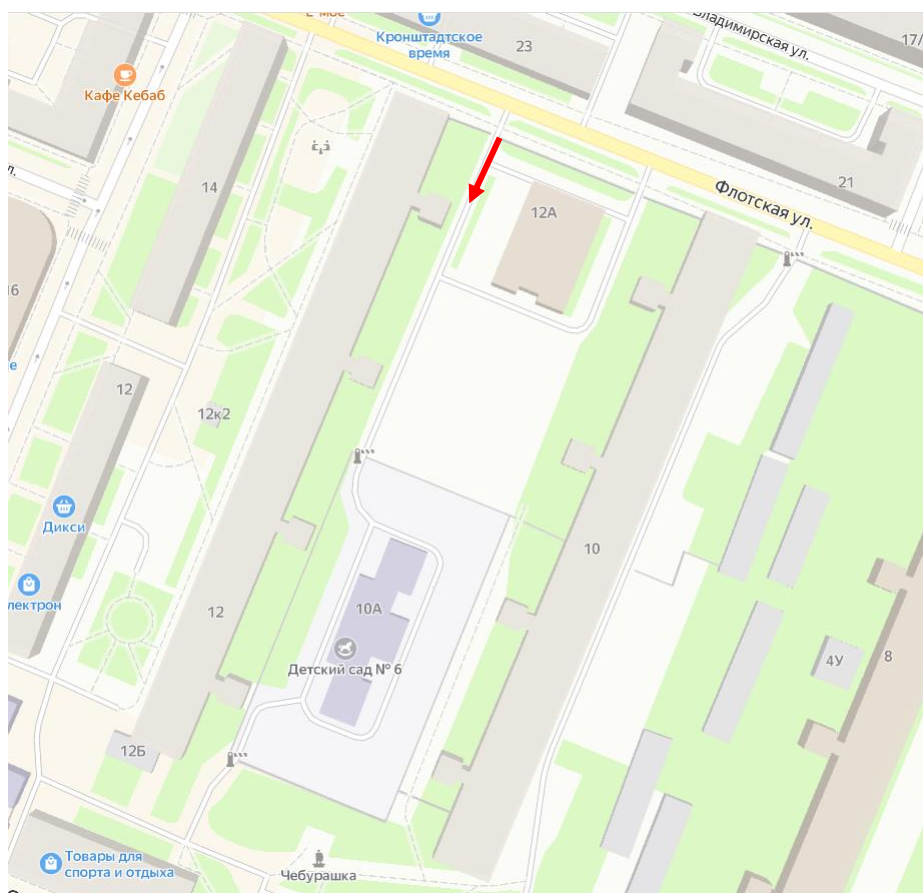 Кронштадтское
время
23
Владимирская ул.
17/
Кафе Кебаб
14
12А
21
Флотская ул.
16
12
12к2
Дикси
10
12
10А
Детский сад № 6
4У
8
12Б
Товары для
спорта и отдыха
Чебурашка